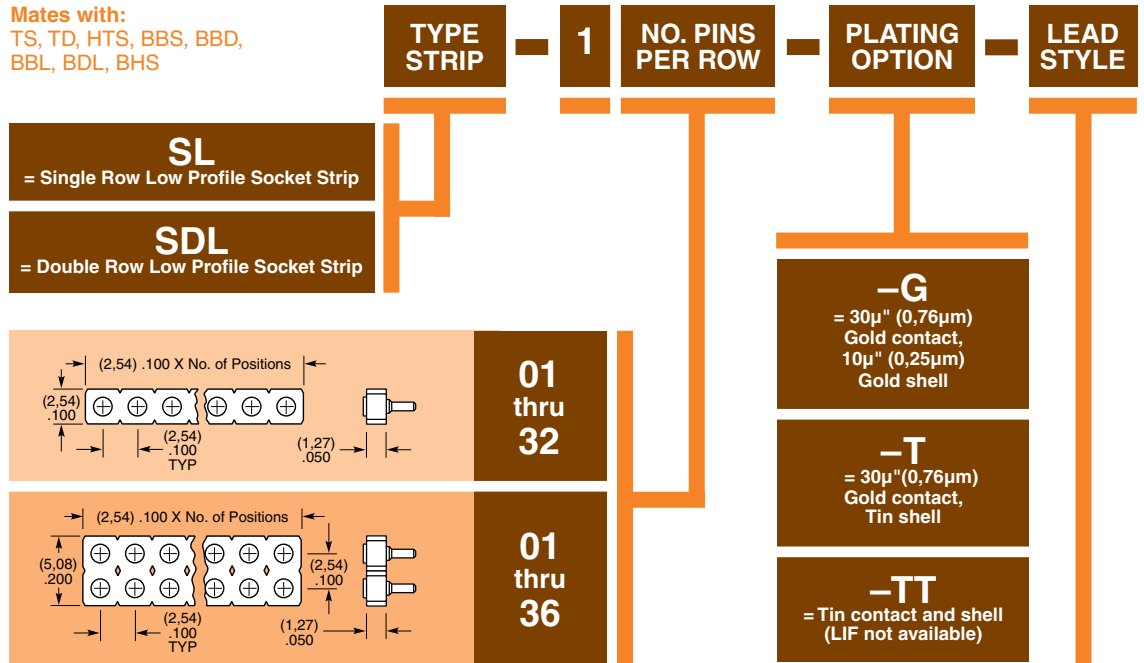 Mates with:
TS, TD, HTS, BBS, BBD,
BBL, BDL, BHS
TYPE
STRIP
1
NO. PINS
PER ROW
PLATING
OPTION
LEAD
STYLE
SL
= Single Row Low Profile Socket Strip
SDL
= Double Row Low Profile Socket Strip
–G
= 30µ" (0,76µm)
Gold contact,
10µ" (0,25µm)
Gold shell
(2,54) .100 X No. of Positions
(2,54)
.100
(2,54)
.100
TYP
(1,27)
.050
01
thru
32
–T
= 30µ"(0,76µm)
Gold contact,
Tin shell
(2,54) .100 X No. of Positions
(5,08)
.200
(2,54)
.100
(2,54)
.100
TYP
(1,27)
.050
01
thru
36
–TT
= Tin contact and shell
(LIF not available)